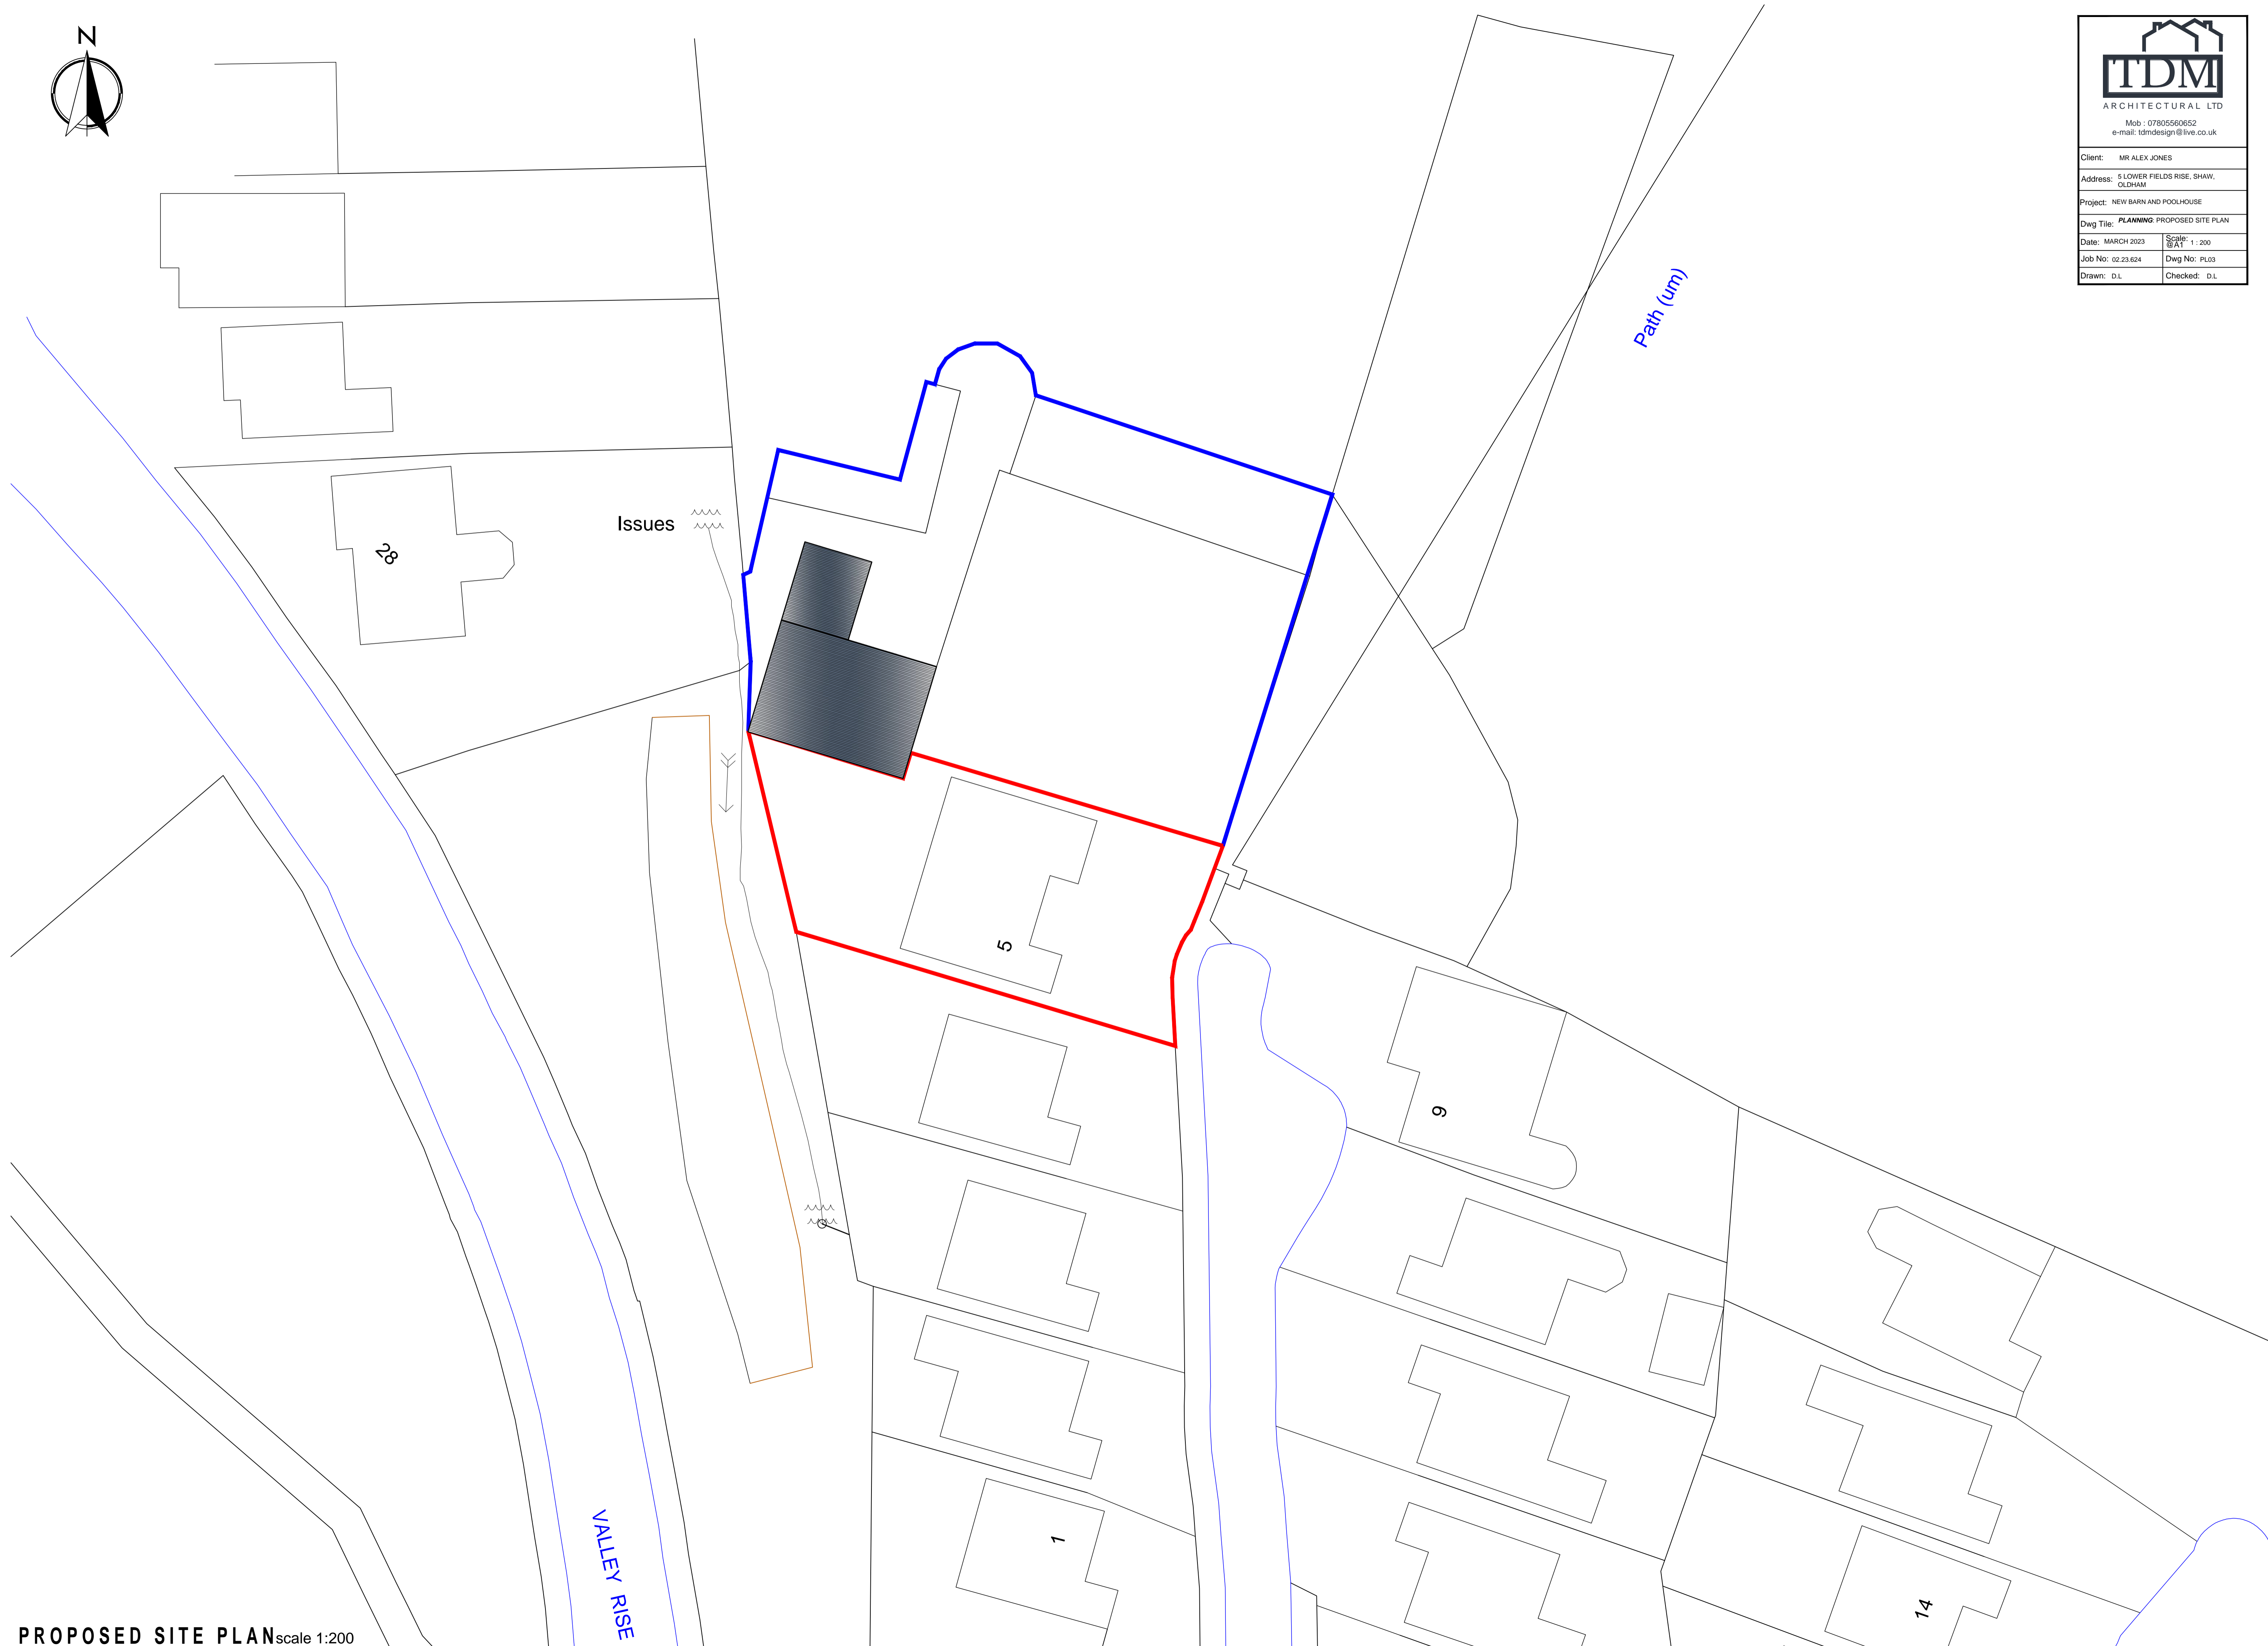 N
TDM
ARCHITECTURAL LTD
Mob : 07805560652
e-mail: tdmdesign@live.co.uk
Client: MR ALEX JONES
Address: 5 LOWER FIELDS RISE, SHAW,
OLDHAM
Project: NEW BARN AND POOLHOUSE
Dwg Tile: PLANNING: PROPOSED SITE PLAN
Date: MARCH 2023 Scale: @A1 1 : 200
Job No: 02.23.624 Dwg No: PL03
Drawn: D.L Checked: D.L
Path (um)
Issues
28
5
9
1
14
VALLEY RISE
PROPOSED SITE PLAN scale 1:200